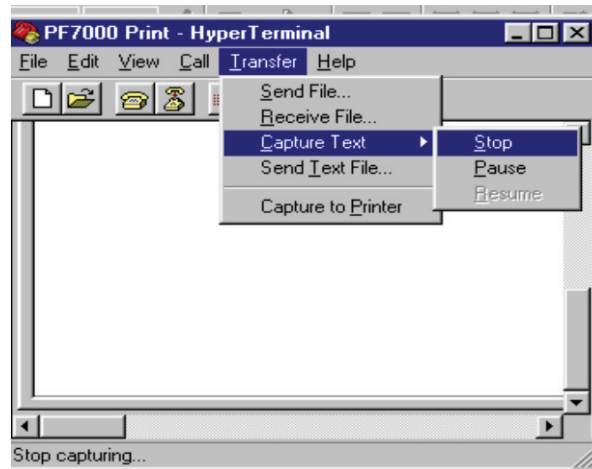 PF7000 Print - HyperTerminal
File Edit View Call Transfer Help
Send File...
Receive File...
Capture Text
Stop
Send Text File...
Pause
Resume
Capture to Printer
Stop capturing...